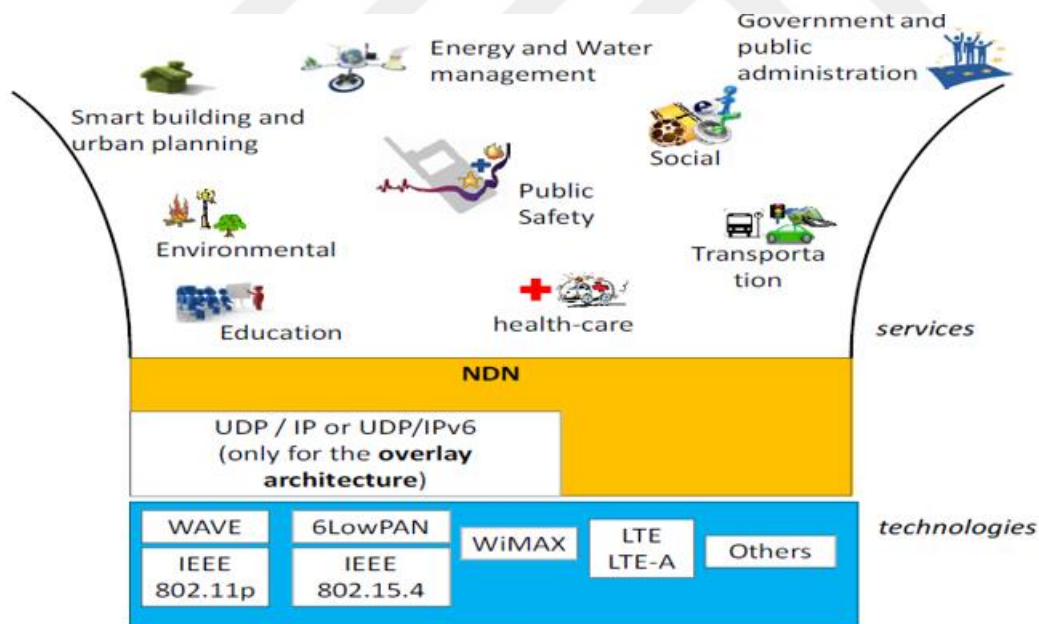 Government and
public
administration
Energy and Water
management
Smart building and
urban planning
Social
Public
Safety
Environmental
Transporta
tion
Education
health-care
services
NDN
UDP / IP or UDP/IPv6
(only for the overlay
architecture)
technologies
WAVE
6LowPAN
WiMAX
LTE
LTE-A
Others
IEEE
802.11p
IEEE
802.15.4